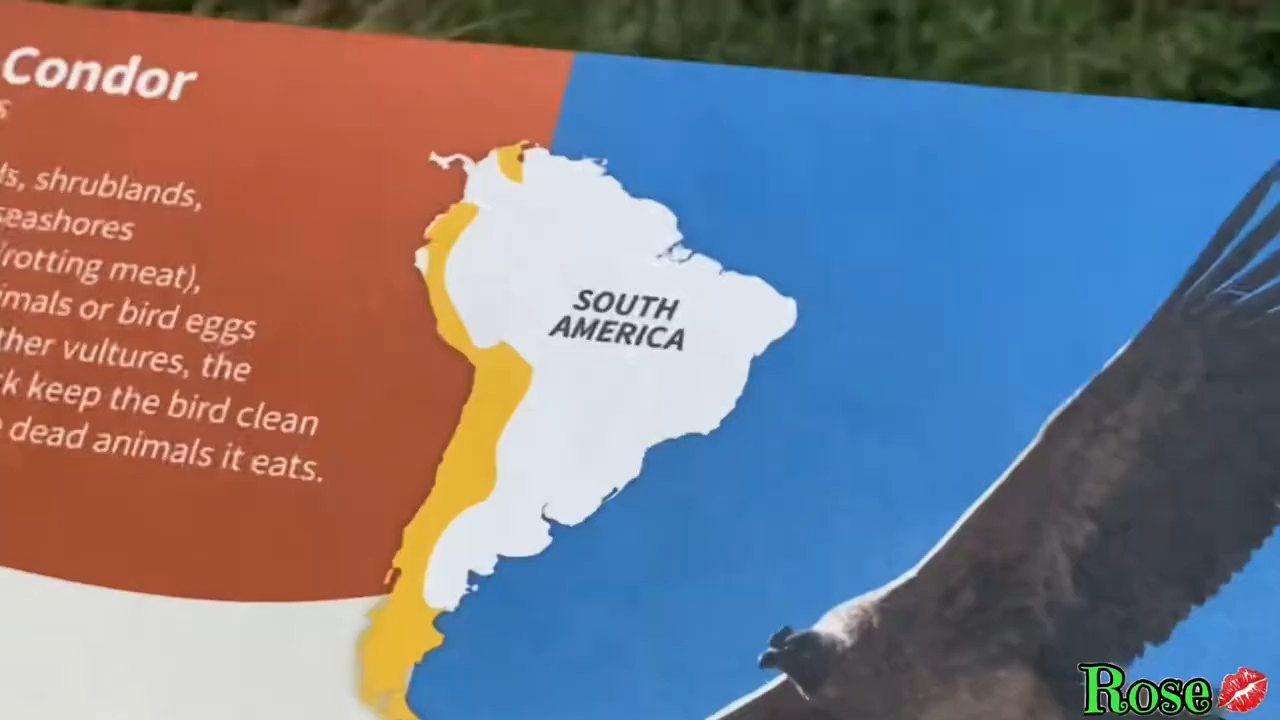 Condor
s
ds, shrublands,
seashores
(rotting meat),
imals or bird eggs
ther vultures, the
k keep the bird clean
dead animals it eats.
SOUTH
AMERICA
Rose